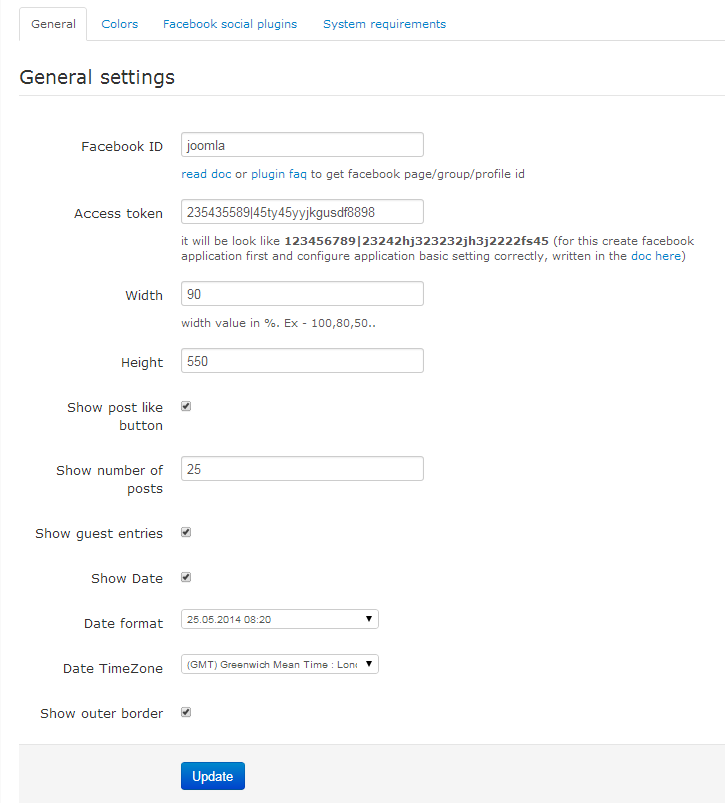 General Colors Facebook social plugins System requirements
General settings
Facebook ID joomla
read doc or plugin faq to get facebook page/group/profile id
Access token 235435589|45ty45yyjkgusdf8898
it will be look like 123456789|23242hj323232jh3j2222fs45 (for this create facebook
application first and configure application basic setting correctly, written in the doc here)
Width 90
width value in %. Ex - 100,80,50..
Height 550
Show post like
button
Show number of 25
posts
Show guest entries
Show Date
Date format 25.05.2014 08:20
Date TimeZone (GMT) Greenwich Mean Time : Lon
Show outer border
Update